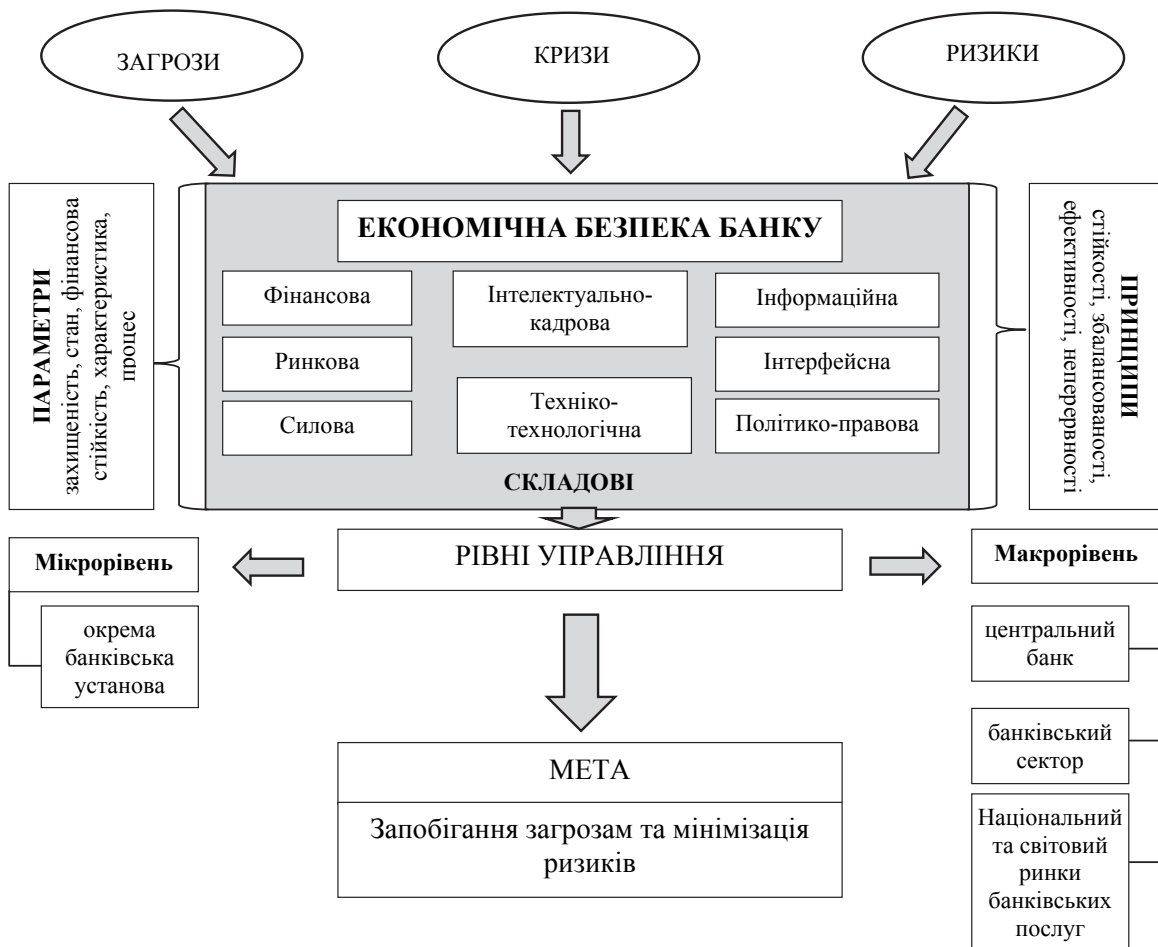 ЗАГРОЗИ
КРИЗИ
РИЗИКИ
ПАРАМЕТРИ
захищеність, стан, фінансова
стійкість, характеристика,
процес
ЕКОНОМІЧНА БЕЗПЕКА БАНКУ
Фінансова
Ринкова
Силова
Інтелектуально-
кадрова
Техніко-
технологічна
Інформаційна
Інтерфейсна
Політико-правова
СКЛАДОВІ
ПРИНЦИПИ
стійкості, збалансованості,
ефективності, неперервності
РІВНІ УПРАВЛІННЯ
Мікрорівень
окрема
банківська
установа
Макрорівень
центральний
банк
банківський
сектор
Національний
та світовий
ринки
банківських
послуг
МЕТА
Запобігання загрозам та мінімізація
ризиків